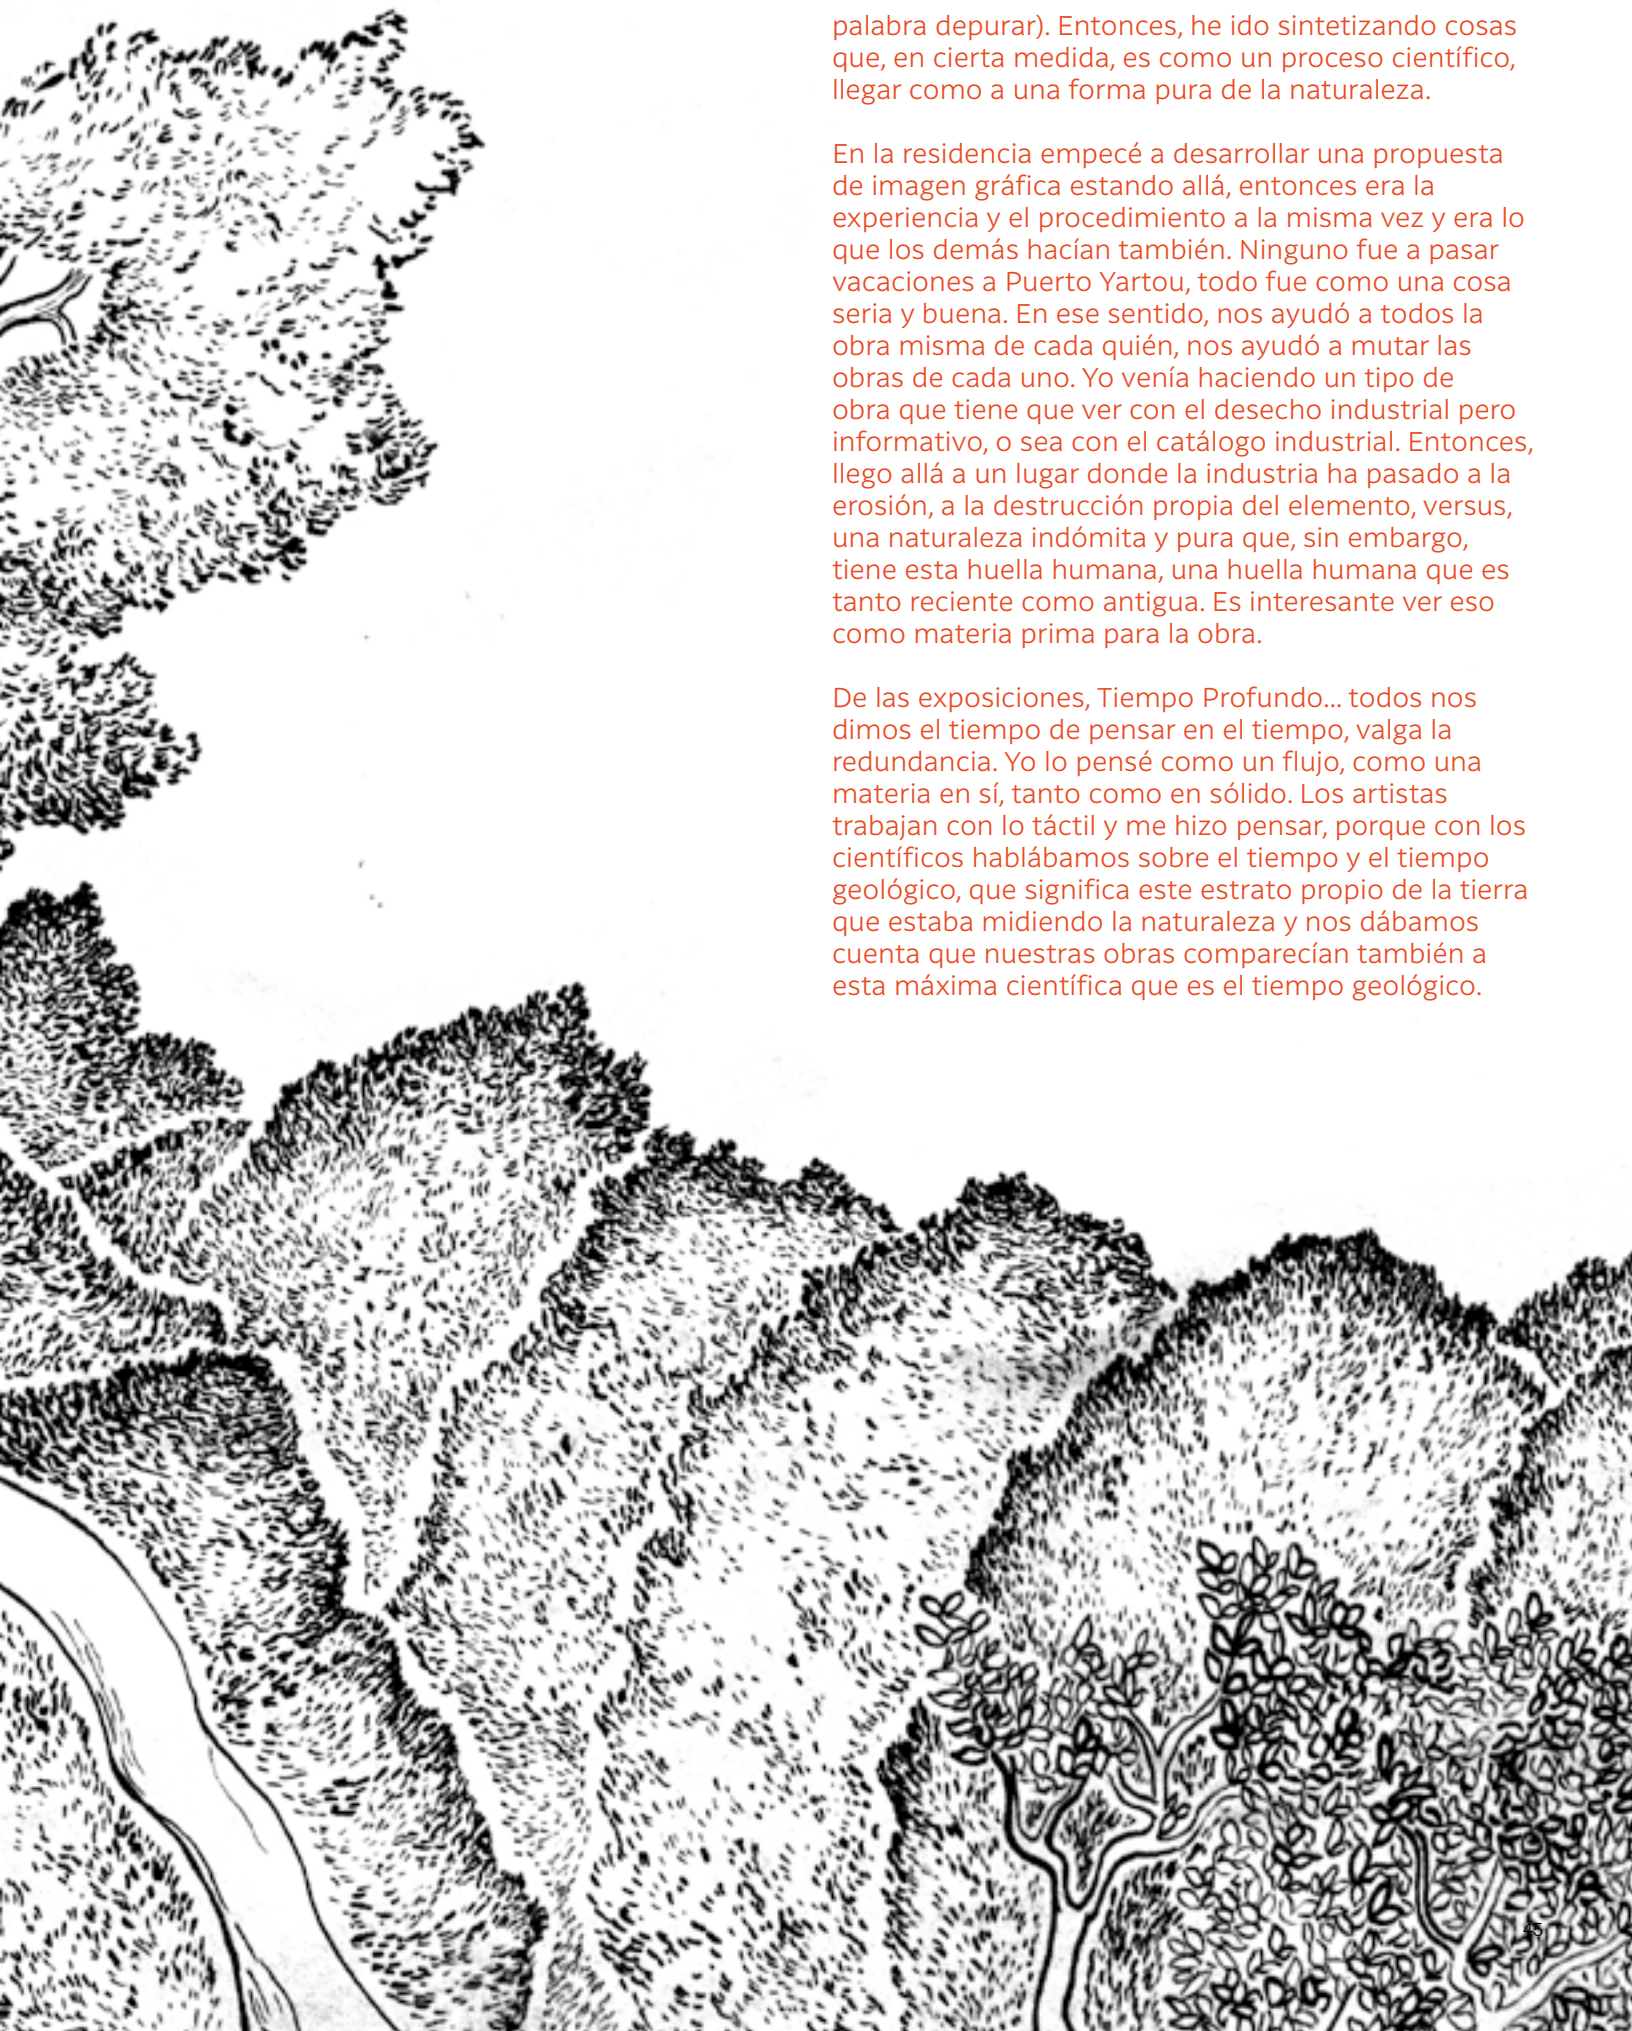 palabra depurar). Entonces, he ido sintetizando cosas
que, en cierta medida, es como un proceso científico,
llegar como a una forma pura de la naturaleza.
En la residencia empecé a desarrollar una propuesta
de imagen gráfica estando allá, entonces era la
experiencia y el procedimiento a la misma vez y era lo
que los demás hacían también. Ninguno fue a pasar
vacaciones a Puerto Yartou, todo fue como una cosa
seria y buena. En ese sentido, nos ayudó a todos la
obra misma de cada quién, nos ayudó a mutar las
obras de cada uno. Yo venía haciendo un tipo de
obra que tiene que ver con el desecho industrial pero
informativo, o sea con el catálogo industrial. Entonces,
llego allá a un lugar donde la industria ha pasado a la
erosión, a la destrucción propia del elemento, versus,
una naturaleza indómita y pura que, sin embargo,
tiene esta huella humana, una huella humana que es
tanto reciente como antigua. Es interesante ver eso
como materia prima para la obra.
De las exposiciones, Tiempo Profundo... todos nos
dimos el tiempo de pensar en el tiempo, valga la
redundancia. Yo lo pensé como un flujo, como una
materia en sí, tanto como en sólido. Los artistas
trabajan con lo táctil y me hizo pensar, porque con los
científicos hablábamos sobre el tiempo y el tiempo
geológico, que significa este estrato propio de la tierra
que estaba midiendo la naturaleza y nos dábamos
cuenta que nuestras obras comparecían también a
esta máxima científica que es el tiempo geológico.
45